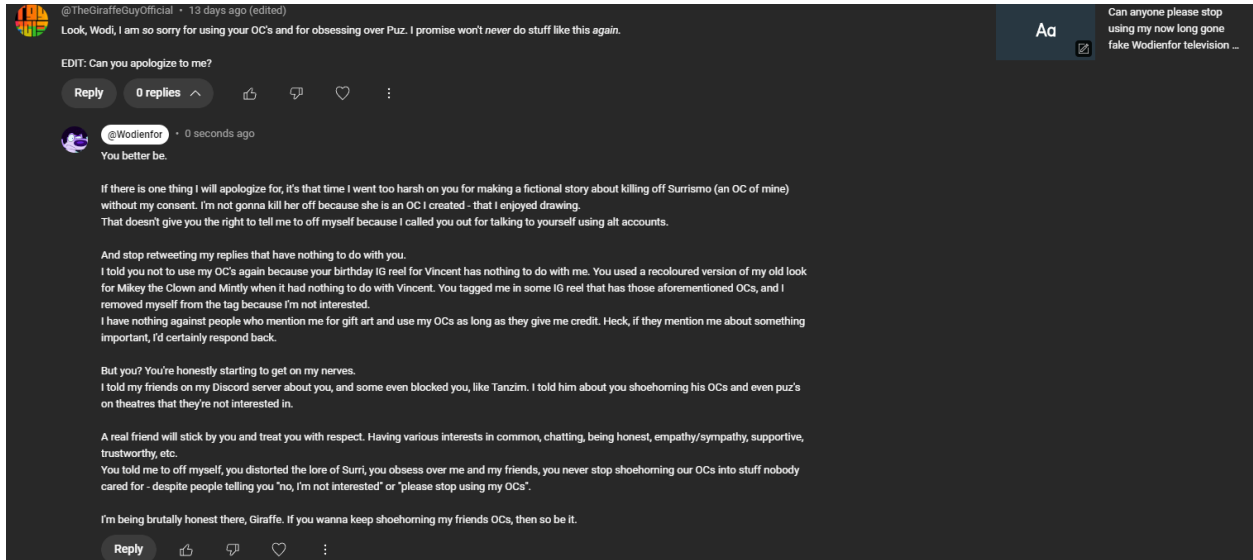 @TheGiraffeGuyOfficial • 13 days ago (edited)
Look, Wodi, I am so sorry for using your OC's and for obsessing over Puz. I promise won't never do stuff like this again.
EDIT: Can you apologize to me?
Reply 0 replies
@Wodienfor • 0 seconds ago
You better be.
If there is one thing I will apologize for, it's that time I went too harsh on you for making a fictional story about killing off Surrismo (an OC of mine)
without my consent. I'm not gonna kill her off because she is an OC I created - that I enjoyed drawing.
That doesn't give you the right to tell me to off myself because I called you out for talking to yourself using alt accounts.
And stop retweeting my replies that have nothing to do with you.
I told you not to use my OC's again because your birthday IG reel for Vincent has nothing to do with me. You used a recoloured version of my old look
for Mikey the Clown and Mintly when it had nothing to do with Vincent. You tagged me in some IG reel that has those aforementioned OCs, and I
removed myself from the tag because I'm not interested.
I have nothing against people who mention me for gift art and use my OCs as long as they give me credit. Heck, if they mention me about something
important, I'd certainly respond back.
But you? You're honestly starting to get on my nerves.
I told my friends on my Discord server about you, and some even blocked you, like Tanzim. I told him about you shoehorning his OCs and even puz's
on theatres that they're not interested in.
A real friend will stick by you and treat you with respect. Having various interests in common, chatting, being honest, empathy/sympathy, supportive,
trustworthy, etc.
You told me to off myself, you distorted the lore of Surri, you obsess over me and my friends, you never stop shoehorning our OCs into stuff nobody
cared for - despite people telling you "no, I'm not interested" or "please stop using my OCs".
I'm being brutally honest there, Giraffe. If you wanna keep shoehorning my friends OCs, then so be it.
Reply
Aa
Can anyone please stop
using my now long gone
fake Wodienfor television ...